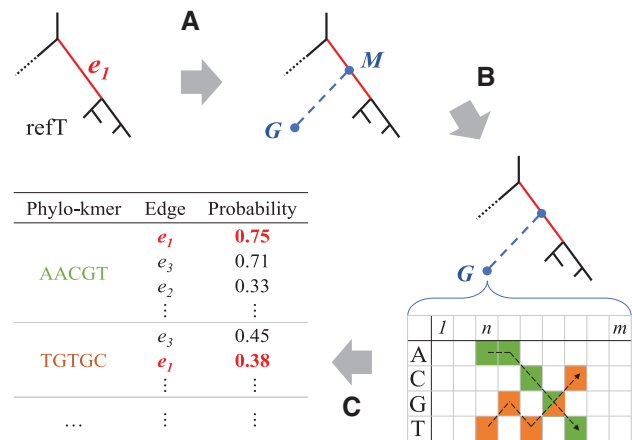 A
e1
M
G
refT
B
G
Phylo-kmer Edge Probability
AACGT
e1 0.75
e3 0.71
e2 0.33
⋮ ⋮
TGTGC
e3 0.45
e1 0.38
⋮ ⋮
... ⋮ ⋮
C
1 n m
A
C
G
T